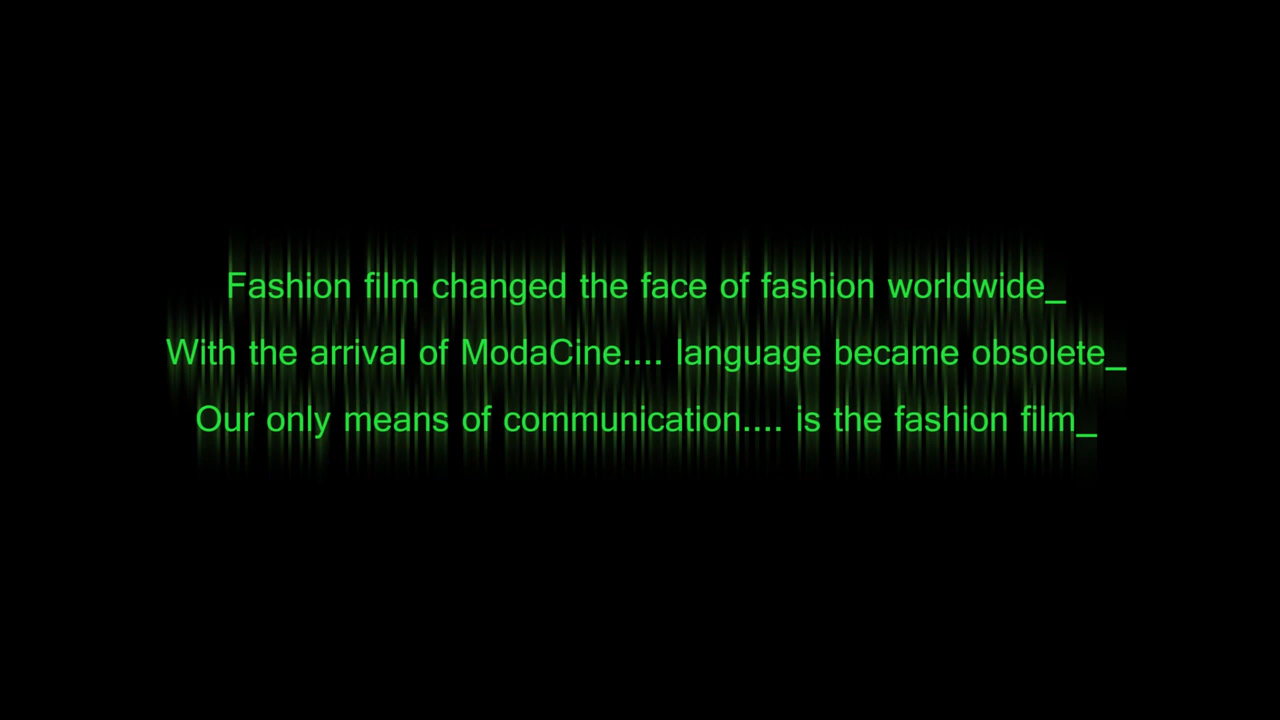 Fashion film changed the face of fashion worldwide_
With the arrival of ModaCine.... language became obsolete_
Our only means of communication.... is the fashion film_